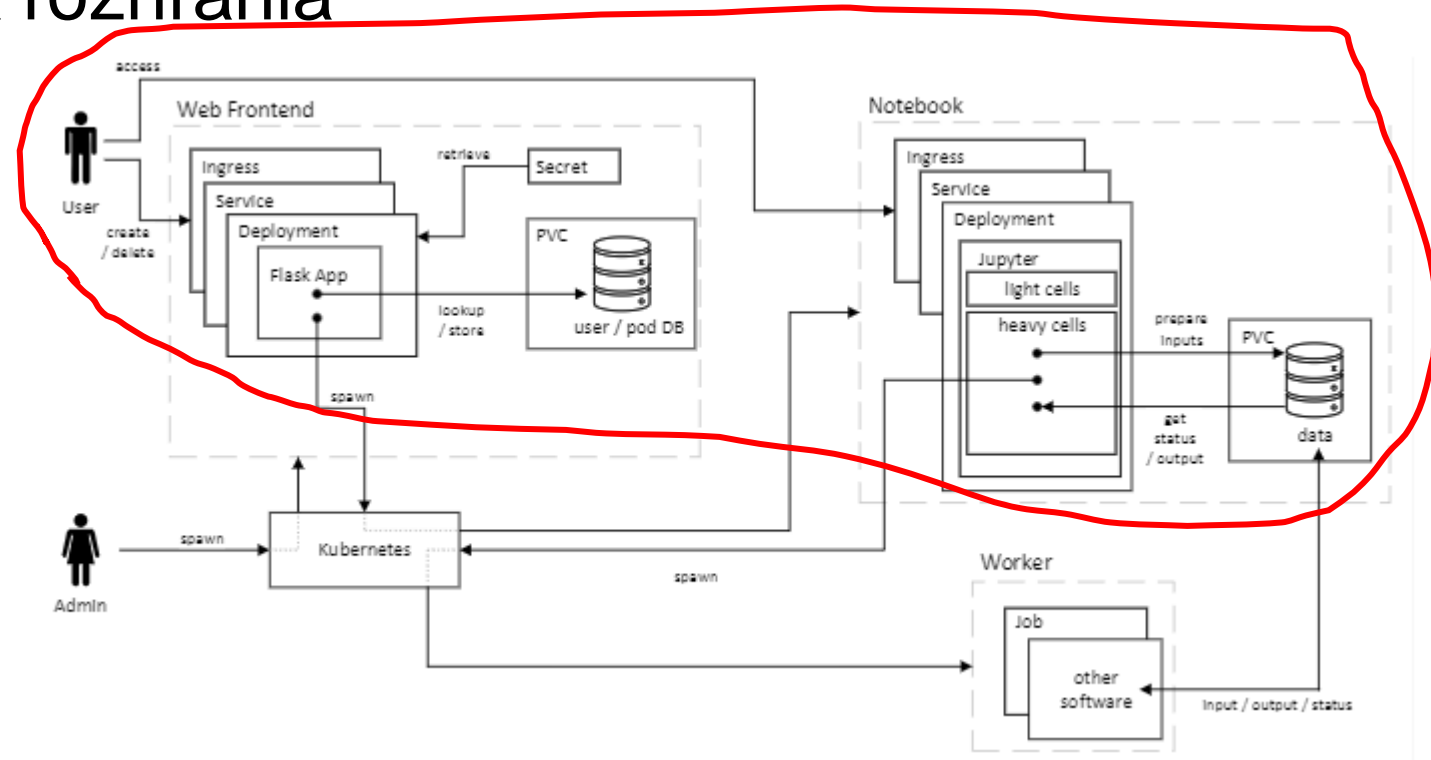 rozhrania
access
Web Frontend
Notebook
Ingress
retrieve
Secret
Ingress
Service
Service
User
Deployment
Deployment
create
/ delete
PVC
Flask App
Jupyter
light cells
lookup
/ store
user / pod DB
heavy cells
prepare
inputs
PVC
spawn
get
status
/ output
data
spawn
Kubernetes
spawn
Admin
Worker
Job
other
software
input / output / status